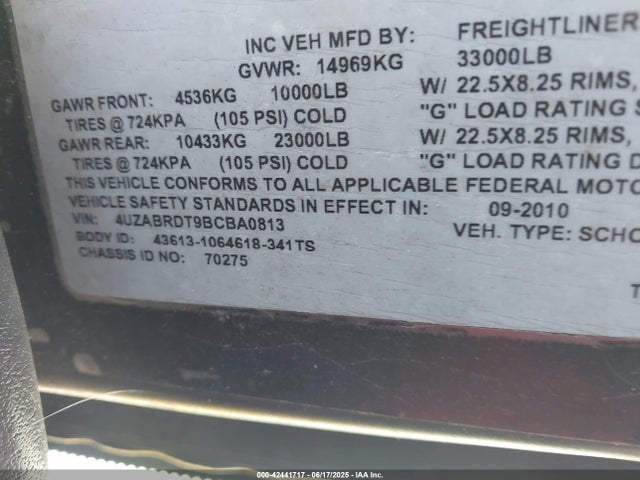 INC VEH MFD BY: FREIGHTLINER
GVWR: 14969KG 33000LB
GAWR FRONT: 4536KG 10000LB W/ 22.5X8.25 RIMS,
TIRES @ 724KPA (105 PSI) COLD "G" LOAD RATING S
GAWR REAR: 10433KG 23000LB W/ 22.5X8.25 RIMS,
TIRES @ 724KPA (105 PSI) COLD "G" LOAD RATING D
THIS VEHICLE CONFORMS TO ALL APPLICABLE FEDERAL MOTO
VEHICLE SAFETY STANDARDS IN EFFECT IN: 09-2010
VIN: 4UZABRDT9BCBA0813 VEH. TYPE: SCHO
BODY ID: 43613-1064618-341TS
CHASSIS ID: 70275
T
000-42441717 - 06/17/2025 - IAA Inc.